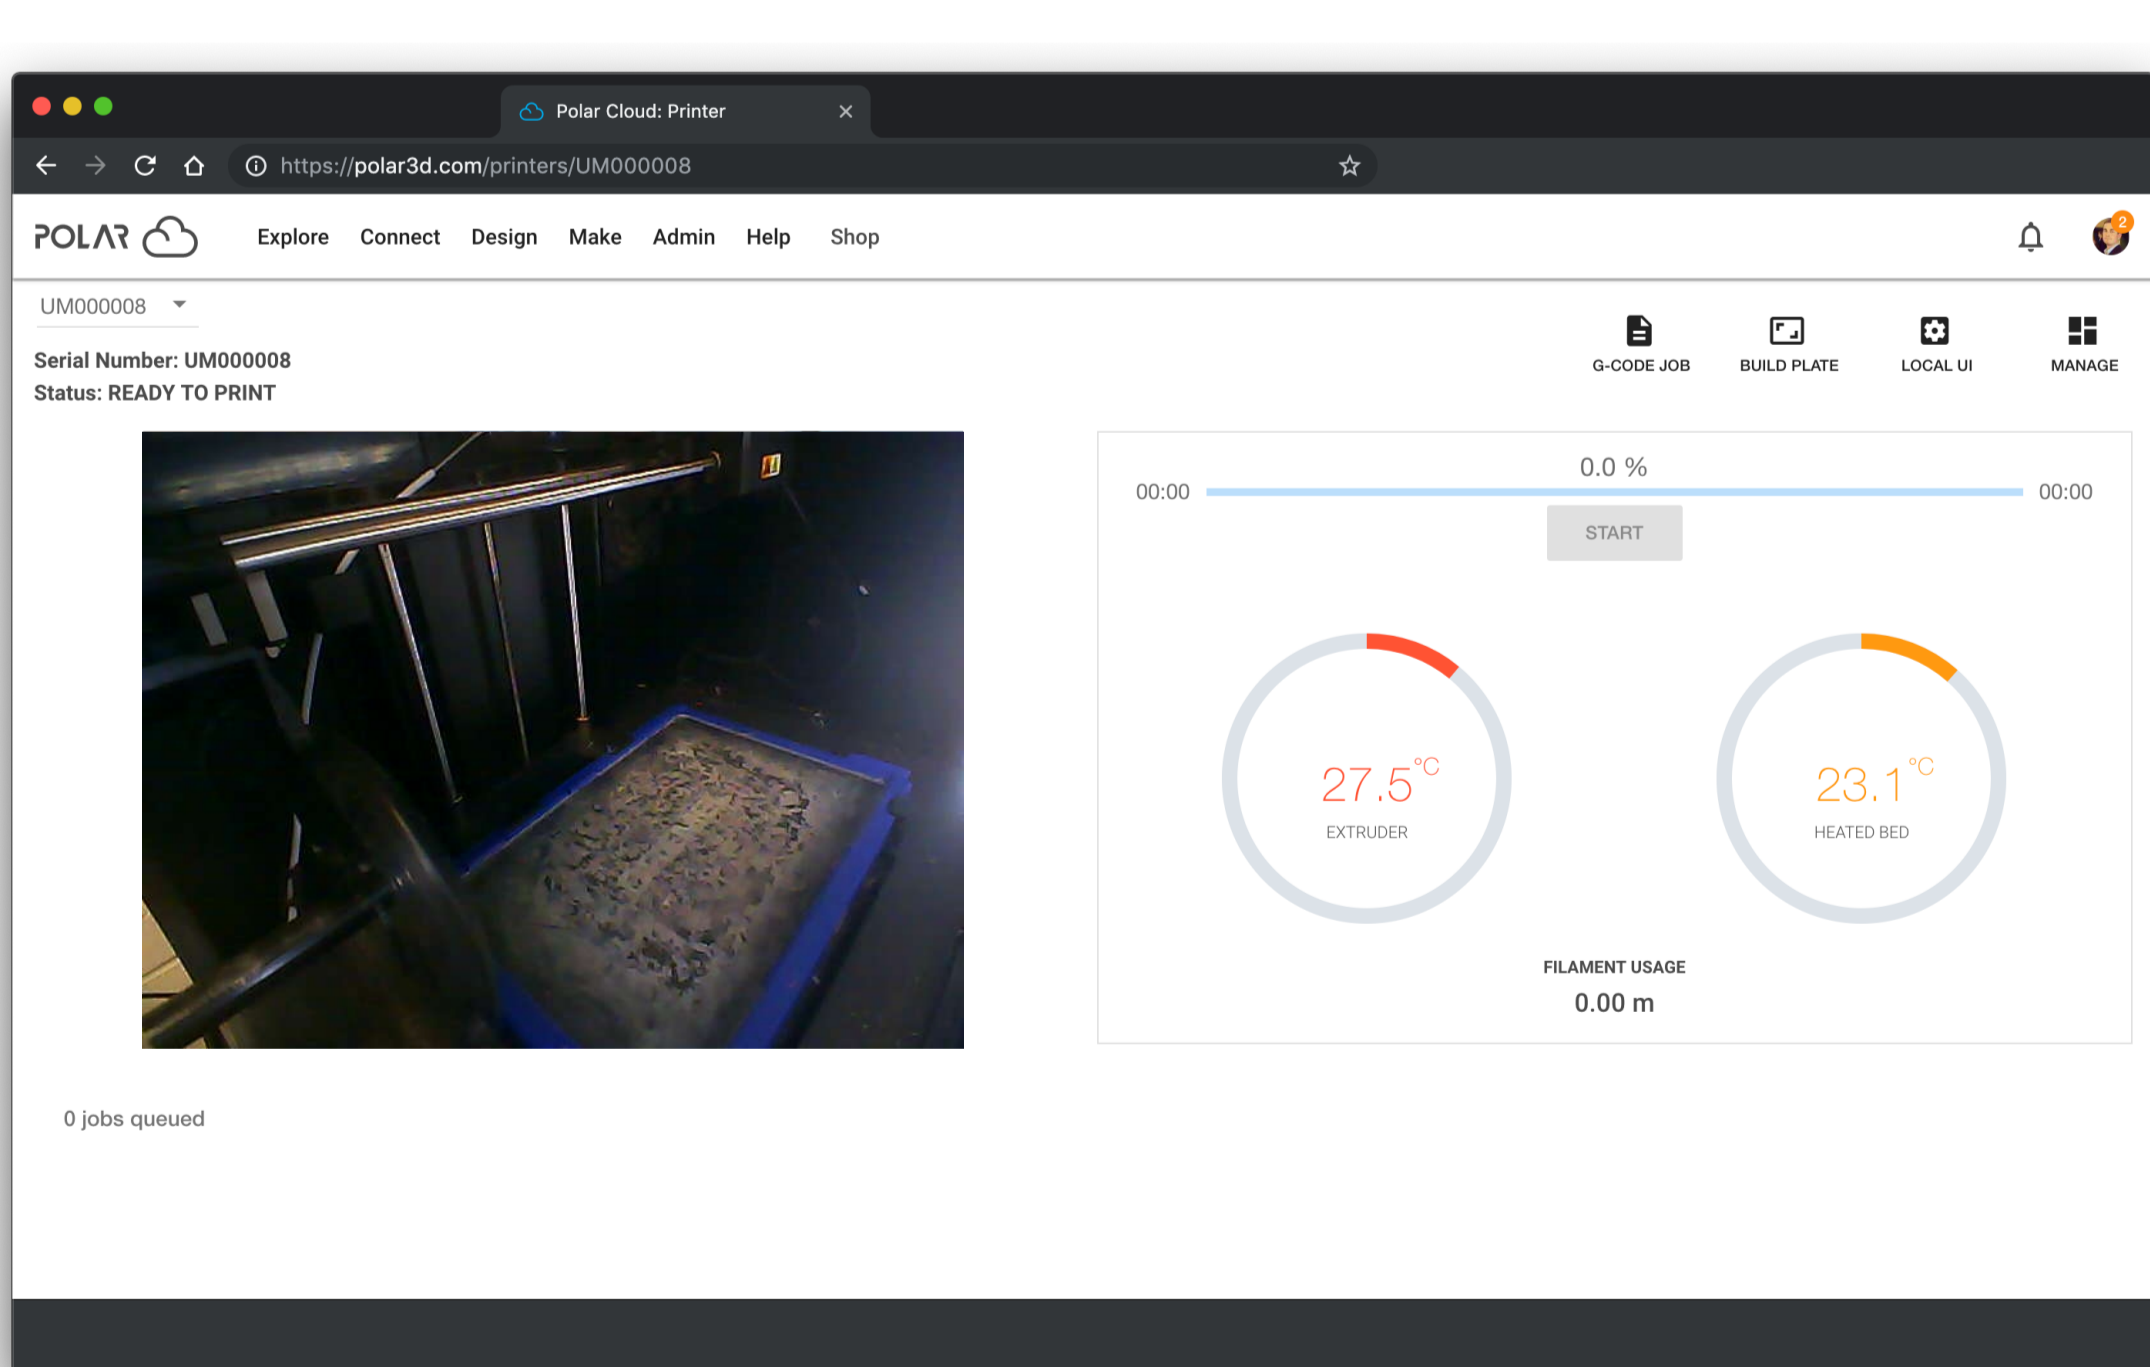 Polar Cloud: Printer
https://polar3d.com/printers/UM000008
POLAR Explore Connect Design Make Admin Help Shop
2
UM000008
Serial Number: UM000008
Status: READY TO PRINT
G-CODE JOB BUILD PLATE LOCAL UI MANAGE
0.0 %
00:00 00:00
START
27.5°C
EXTRUDER
23.1°C
HEATED BED
FILAMENT USAGE
0.00 m
0 jobs queued